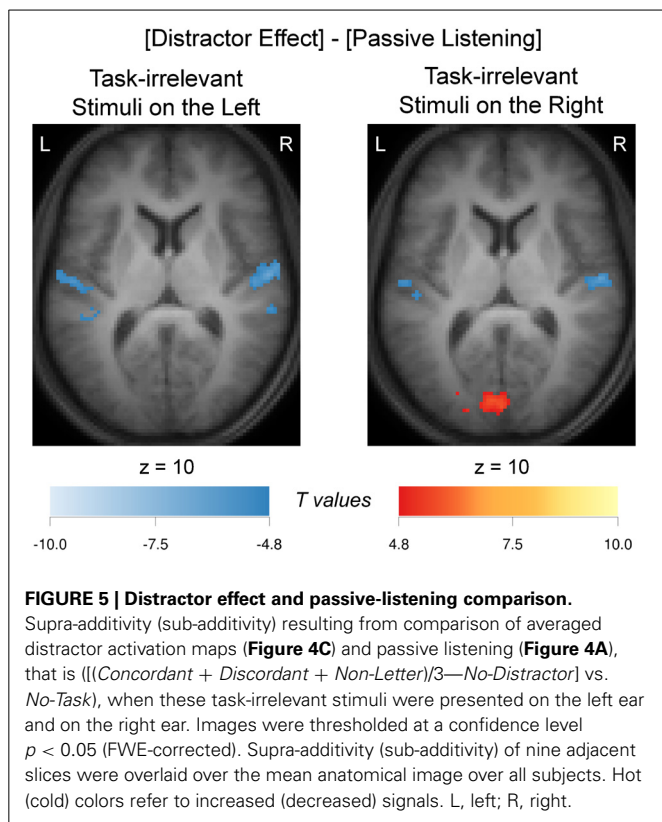 [Distractor Effect] - [Passive Listening]
Task-irrelevant
Stimuli on the Left
Task-irrelevant
Stimuli on the Right
L
R
L
R
z = 10
z = 10
T values
-10.0
-7.5
-4.8
4.8
7.5
10.0
FIGURE 5 | Distractor effect and passive-listening comparison.
Supra-additivity (sub-additivity) resulting from comparison of averaged
distractor activation maps (Figure 4C) and passive listening (Figure 4A),
that is ([(Concordant + Discordant + Non-Letter)/3—No-Distractor] vs.
No-Task), when these task-irrelevant stimuli were presented on the left ear
and on the right ear. Images were thresholded at a confidence level
p < 0.05 (FWE-corrected). Supra-additivity (sub-additivity) of nine adjacent
slices were overlaid over the mean anatomical image over all subjects. Hot
(cold) colors refer to increased (decreased) signals. L, left; R, right.